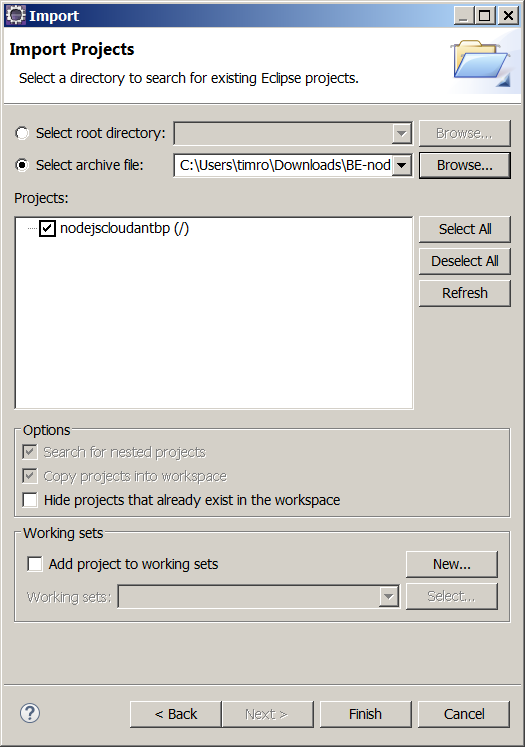 Import
Import Projects
Select a directory to search for existing Eclipse projects.
Select root directory:
Browse...
Select archive file:
C:\Users\timro\Downloads\BE-nod
Browse...
Projects:
nodejscloudantbp (/)
Select All
Deselect All
Refresh
Options
Search for nested projects
Copy projects into workspace
Hide projects that already exist in the workspace
Working sets
Add project to working sets
New...
Working sets:
Select...
?
< Back
Next >
Finish
Cancel